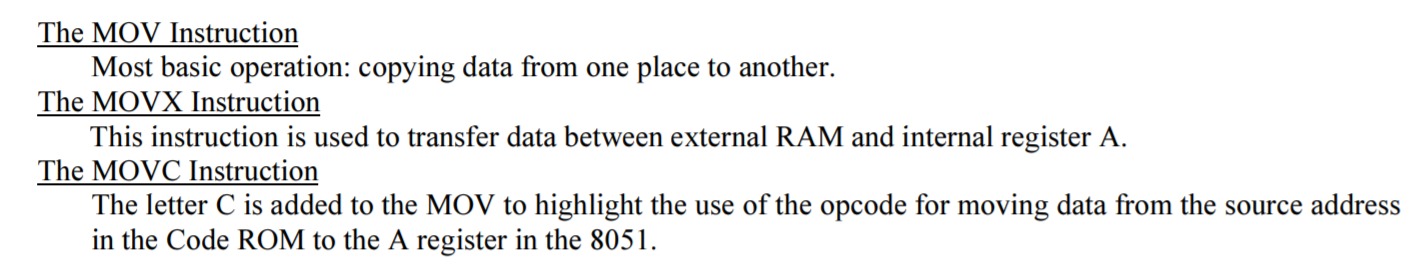 The MOV Instruction
Most basic operation: copying data from one place to another.
The MOVX Instruction
This instruction is used to transfer data between external RAM and internal register A.
The MOVC Instruction
The letter C is added to the MOV to highlight the use of the opcode for moving data from the source address
in the Code ROM to the A register in the 8051.